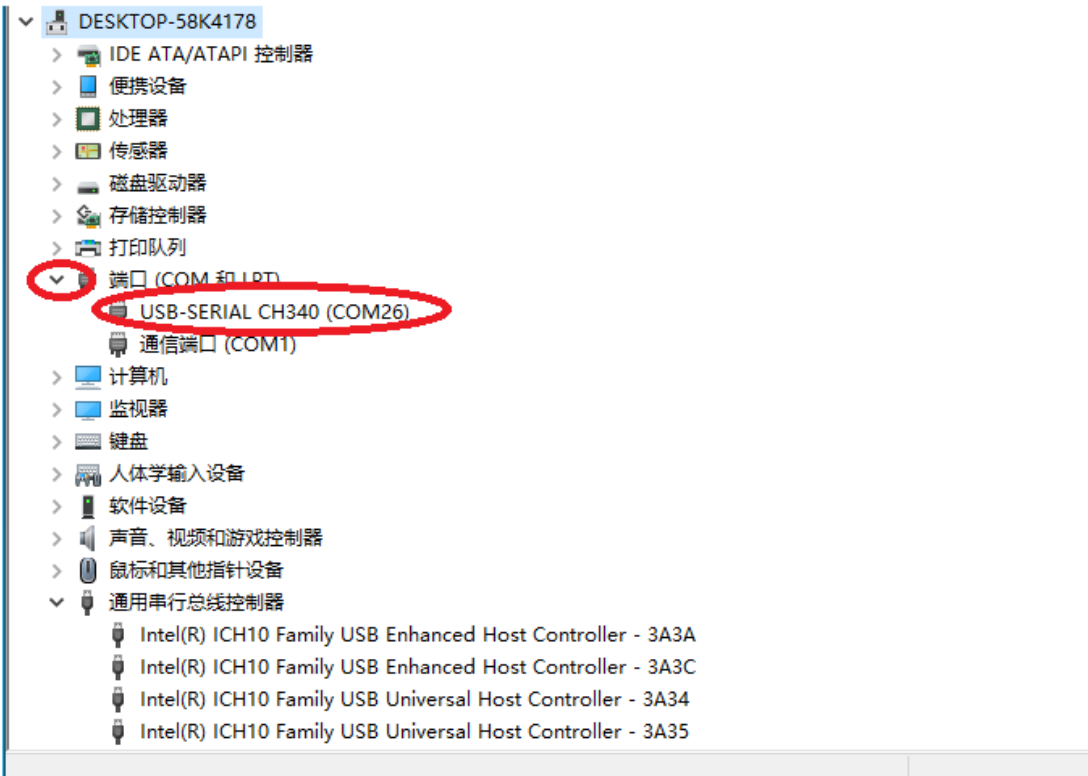 DESKTOP-58K4178
IDE ATA/ATAPI 控制器
便携设备
处理器
传感器
磁盘驱动器
存储控制器
打印队列
端口 (COM 和 LPT)
USB-SERIAL CH340 (COM26)
通信端口 (COM1)
计算机
监视器
键盘
人体学输入设备
软件设备
声音、视频和游戏控制器
鼠标和其他指针设备
通用串行总线控制器
Intel(R) ICH10 Family USB Enhanced Host Controller - 3A3A
Intel(R) ICH10 Family USB Enhanced Host Controller - 3A3C
Intel(R) ICH10 Family USB Universal Host Controller - 3A34
Intel(R) ICH10 Family USB Universal Host Controller - 3A35